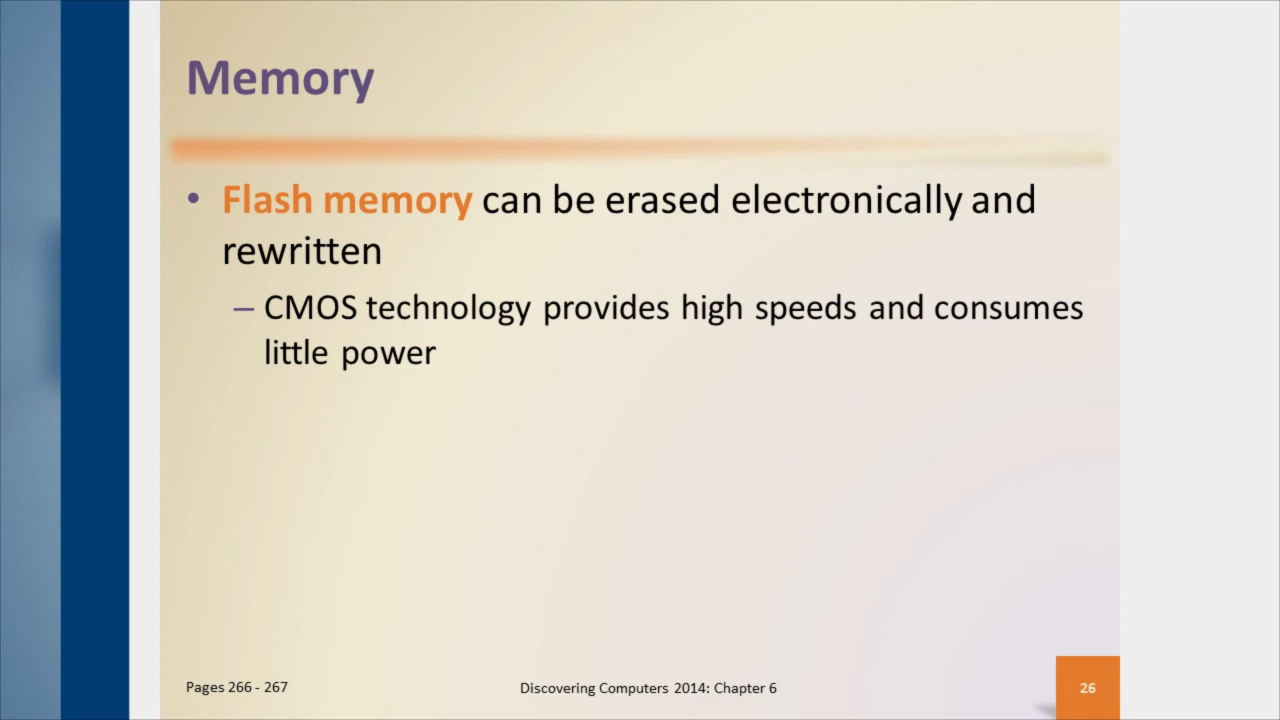 Memory
• Flash memory can be erased electronically and
rewritten
– CMOS technology provides high speeds and consumes
little power
Pages 266 - 267
Discovering Computers 2014: Chapter 6
26